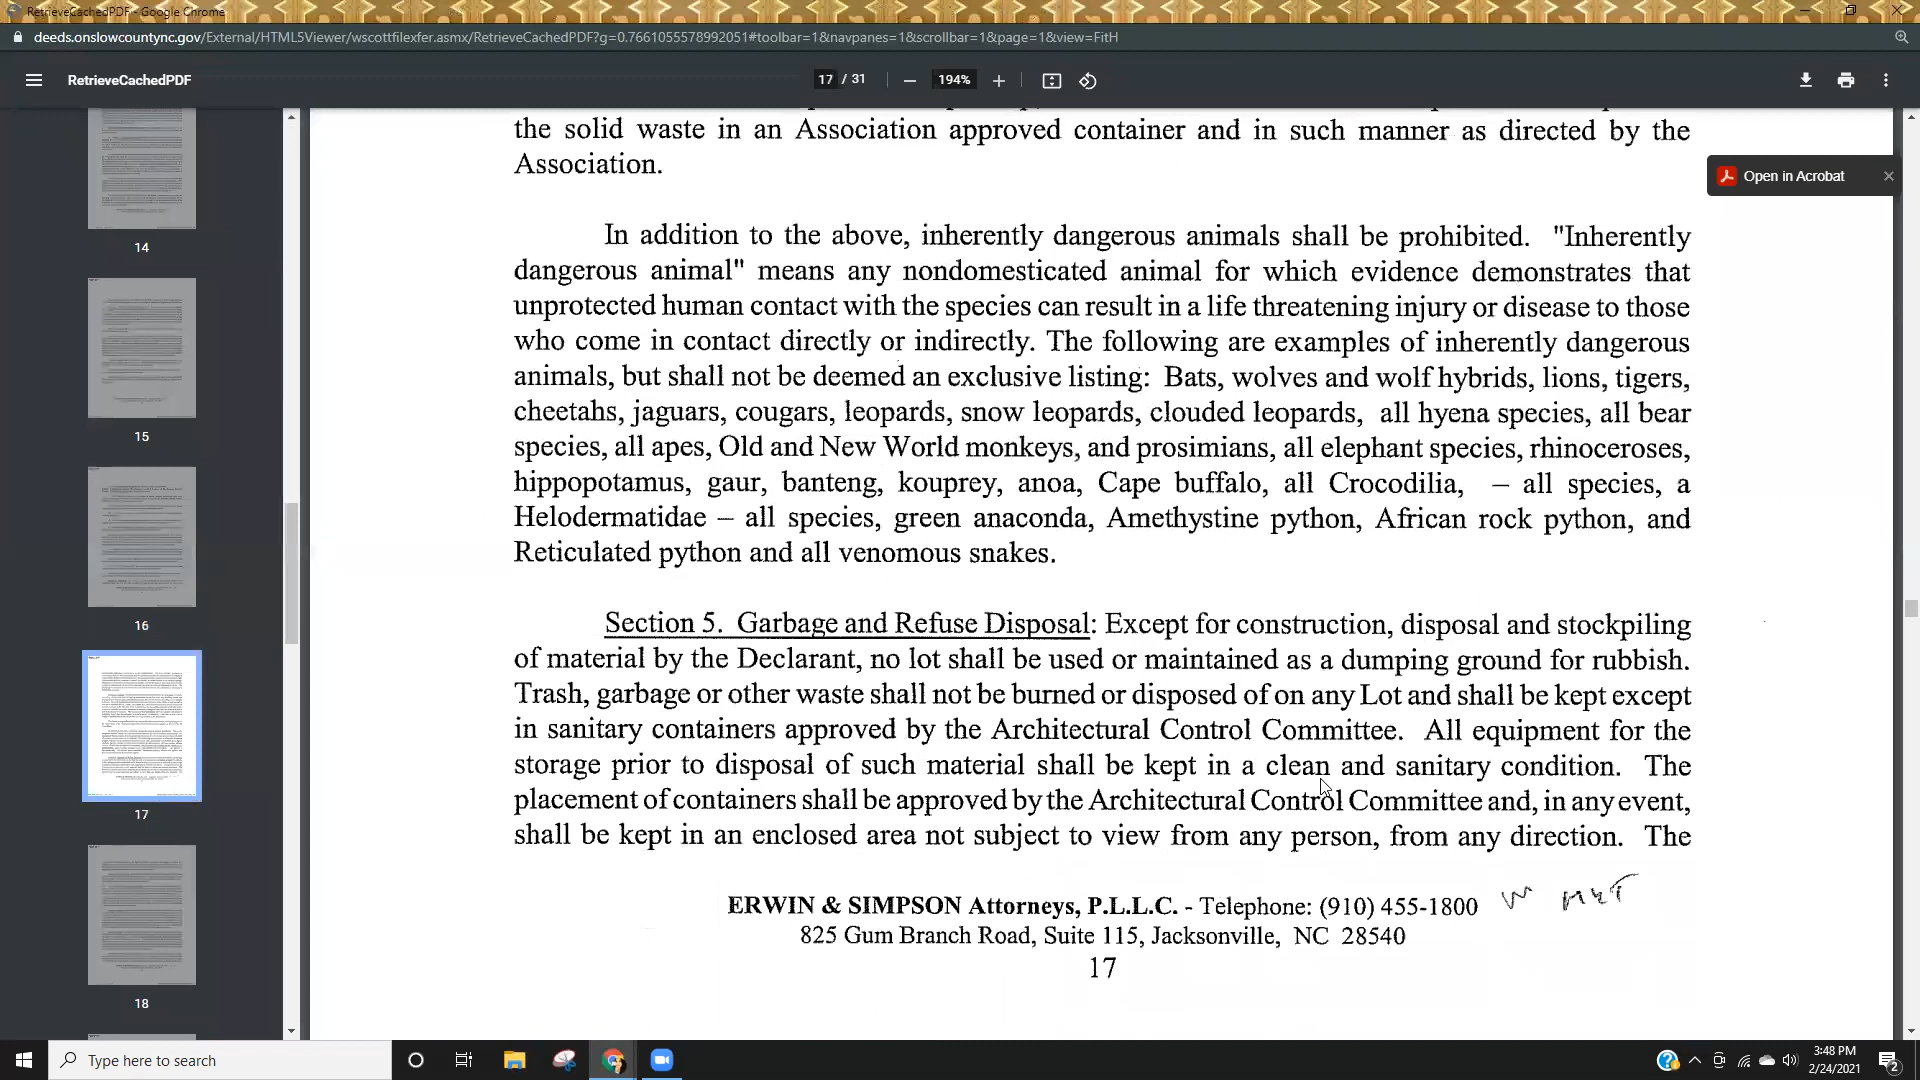 RetrieveCachedPDF - Google Chrome
deeds.onslowcountync.gov/External/HTML5Viewer/wscottfilexfer.asmx/RetrieveCachedPDF?g=0.7661055578992051#toolbar=1&navpanes=1&scrollbar=1&page=1&view=FitH
RetrieveCachedPDF
17 / 31
194%
the solid waste in an Association approved container and in such manner as directed by the
Association.
Open in Acrobat
In addition to the above, inherently dangerous animals shall be prohibited. "Inherently
dangerous animal" means any nondomesticated animal for which evidence demonstrates that
unprotected human contact with the species can result in a life threatening injury or disease to those
who come in contact directly or indirectly. The following are examples of inherently dangerous
animals, but shall not be deemed an exclusive listing: Bats, wolves and wolf hybrids, lions, tigers,
cheetahs, jaguars, cougars, leopards, snow leopards, clouded leopards, all hyena species, all bear
species, all apes, Old and New World monkeys, and prosimians, all elephant species, rhinoceroses,
hippopotamus, gaur, banteng, kouprey, anoa, Cape buffalo, all Crocodilia, – all species, a
Helodermatidae – all species, green anaconda, Amethystine python, African rock python, and
Reticulated python and all venomous snakes.
Section 5. Garbage and Refuse Disposal: Except for construction, disposal and stockpiling
of material by the Declarant, no lot shall be used or maintained as a dumping ground for rubbish.
Trash, garbage or other waste shall not be burned or disposed of on any Lot and shall be kept except
in sanitary containers approved by the Architectural Control Committee. All equipment for the
storage prior to disposal of such material shall be kept in a clean and sanitary condition. The
placement of containers shall be approved by the Architectural Control Committee and, in any event,
shall be kept in an enclosed area not subject to view from any person, from any direction. The
ERWIN & SIMPSON Attorneys, P.L.L.C. - Telephone: (910) 455-1800
825 Gum Branch Road, Suite 115, Jacksonville, NC 28540
17
14
15
16
17
18
Type here to search
3:48 PM
2/24/2021
2